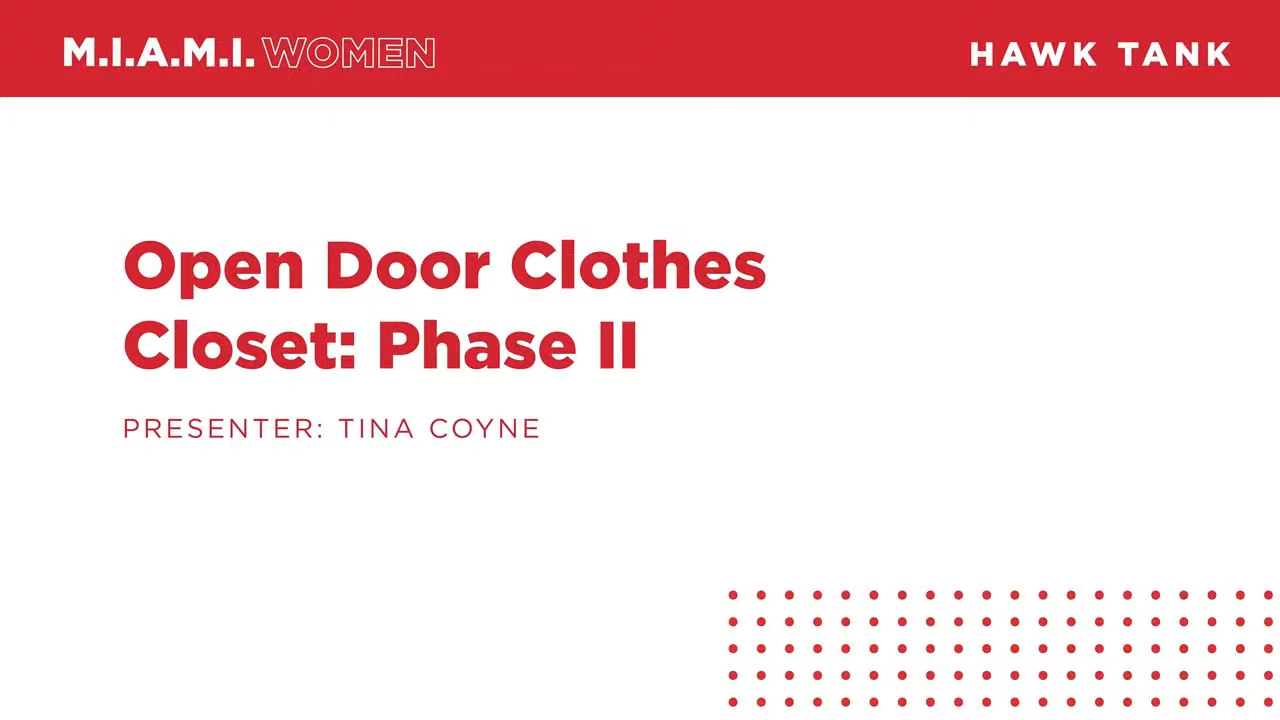 M.I.A.M.I. WOMEN
HAWK TANK
Open Door Clothes
Closet: Phase II
PRESENTER: TINA COYNE